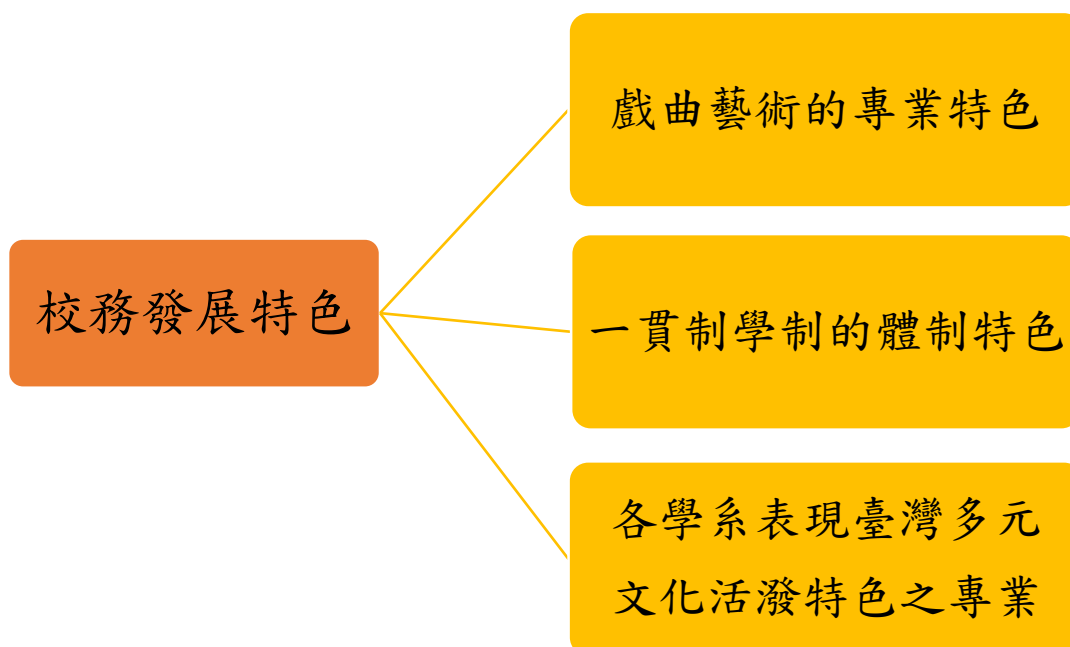 戲曲藝術的專業特色
校務發展特色
一貫制學制的體制特色
各學系表現臺灣多元
文化活潑特色之專業